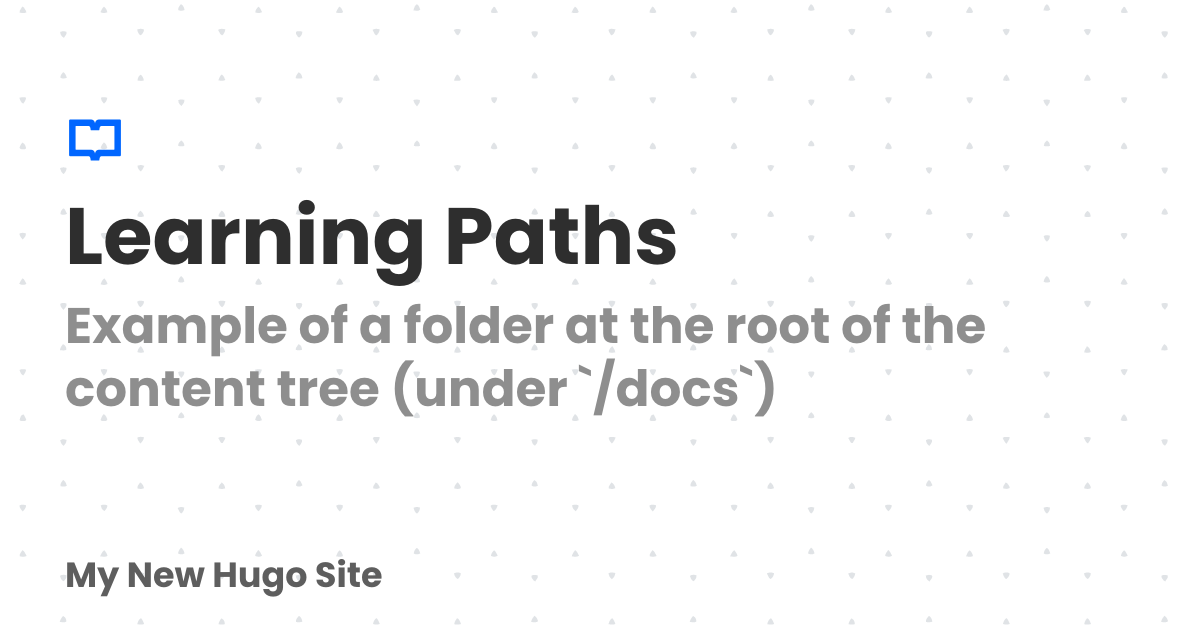 Learning Paths
Example of a folder at the root of the
content tree (under `/docs`)
My New Hugo Site